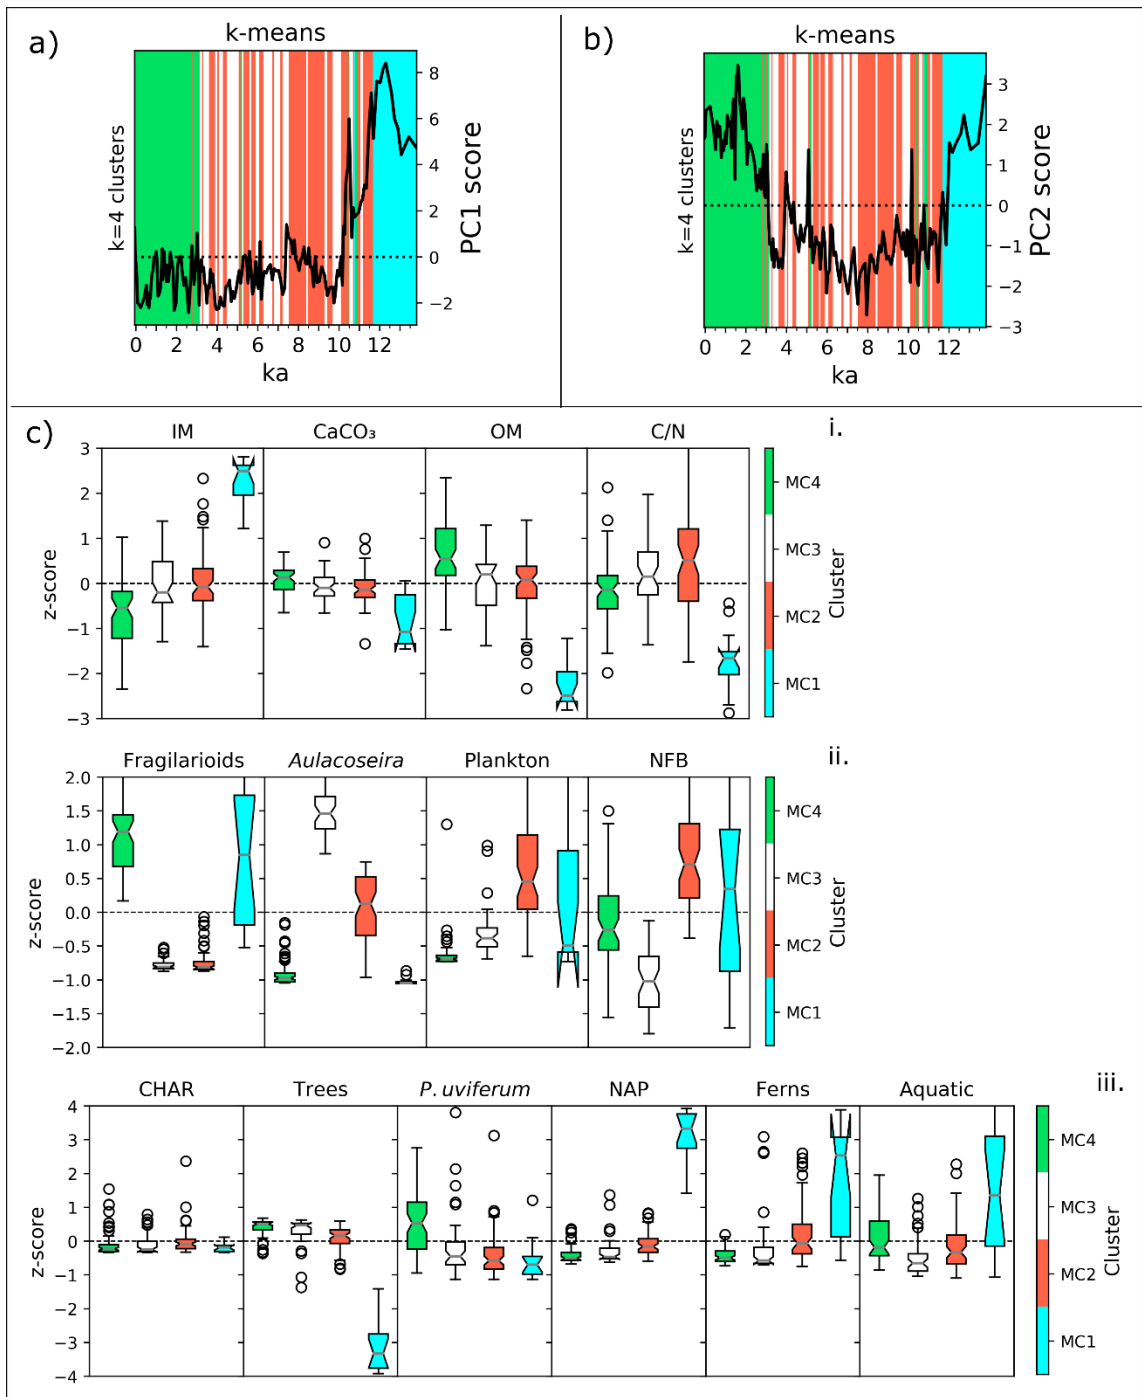 a)
k-means
k=4 clusters
8
6
4
2
0
−2
PC1 score
0 2 4 6 8 10 12
ka
b)
k-means
k=4 clusters
3
2
1
0
−1
−2
−3
PC2 score
0 2 4 6 8 10 12
ka
c)
IM CaCO₃ OM C/N
i.
3
2
1
0
−1
−2
−3
z-score
MC4
MC3
MC2
MC1
Cluster
Fragilarioids Aulacoseira Plankton NFB
ii.
2.0
1.5
1.0
0.5
0.0
−0.5
−1.0
−1.5
−2.0
z-score
MC4
MC3
MC2
MC1
Cluster
CHAR Trees P. uviferum NAP Ferns Aquatic
iii.
4
3
2
1
0
−1
−2
−3
−4
z-score
MC4
MC3
MC2
MC1
Cluster